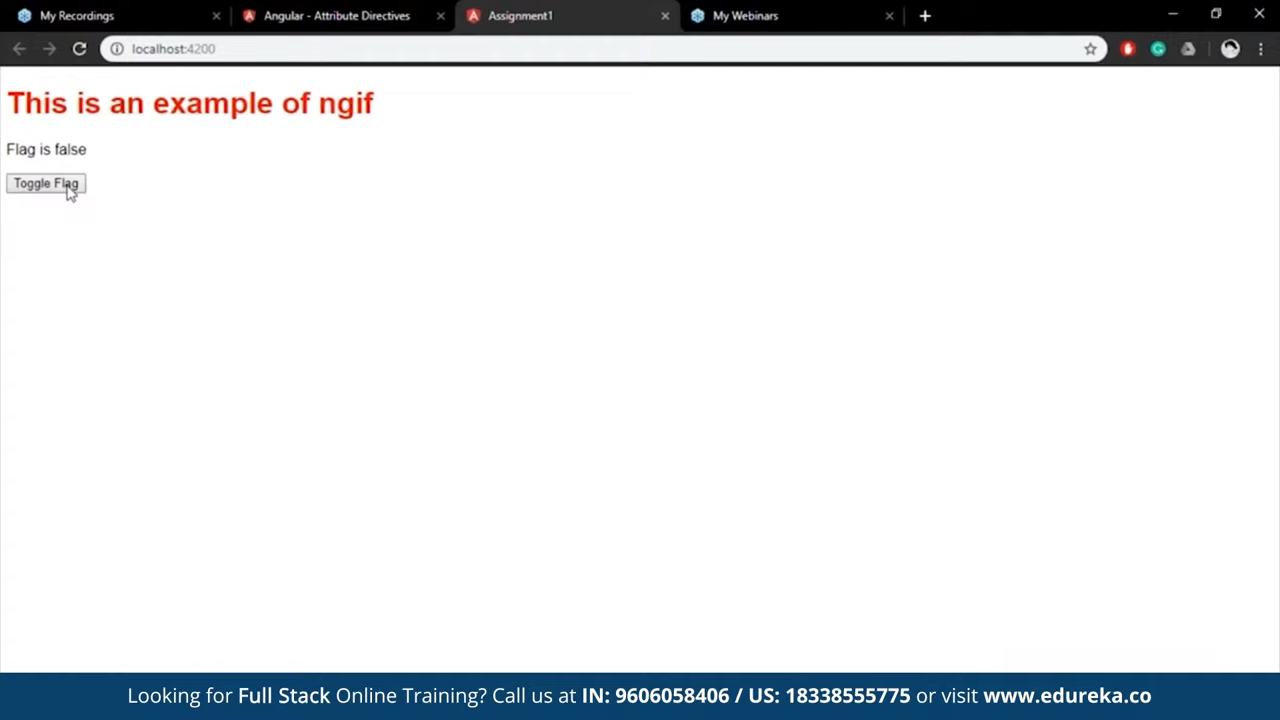 My Recordings
Angular - Attribute Directives
Assignment1
My Webinars
localhost:4200
This is an example of ngif
Flag is false
Toggle Flag
Looking for Full Stack Online Training? Call us at IN: 9606058406 / US: 18338555775 or visit www.edureka.co